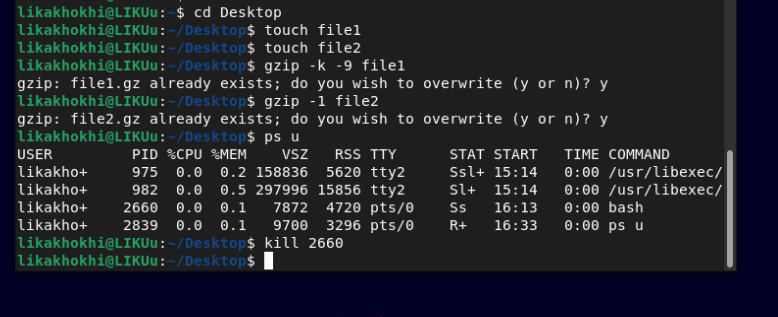 likakhokhi@LIKUu:~$ cd Desktop
likakhokhi@LIKUu:~/Desktop$ touch file1
likakhokhi@LIKUu:~/Desktop$ touch file2
likakhokhi@LIKUu:~/Desktop$ gzip -k -9 file1
gzip: file1.gz already exists; do you wish to overwrite (y or n)? y
likakhokhi@LIKUu:~/Desktop$ gzip -1 file2
gzip: file2.gz already exists; do you wish to overwrite (y or n)? y
likakhokhi@LIKUu:~/Desktop$ ps u
USER PID %CPU %MEM VSZ RSS TTY STAT START TIME COMMAND
likakho+ 975 0.0 0.2 158836 5620 tty2 Ssl+ 15:14 0:00 /usr/libexec/
likakho+ 982 0.0 0.5 297996 15856 tty2 Sl+ 15:14 0:00 /usr/libexec/
likakho+ 2660 0.0 0.1 7872 4720 pts/0 Ss 16:13 0:00 bash
likakho+ 2839 0.0 0.1 9700 3296 pts/0 R+ 16:33 0:00 ps u
likakhokhi@LIKUu:~/Desktop$ kill 2660
likakhokhi@LIKUu:~/Desktop$